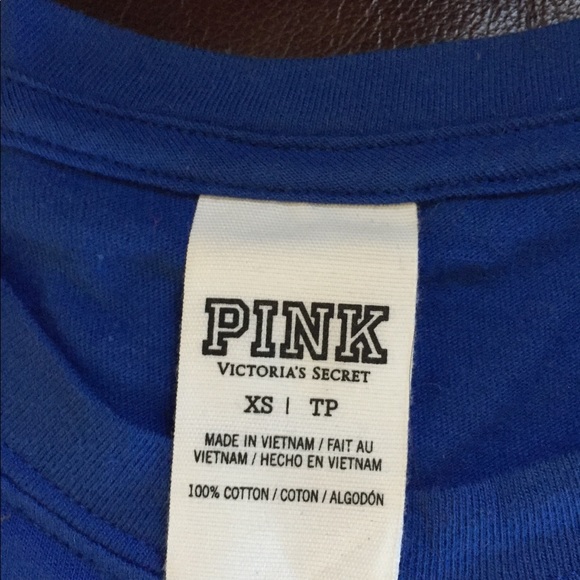 PINK
VICTORIA'S SECRET
XS | TP
MADE IN VIETNAM / FAIT AU
VIETNAM / HECHO EN VIETNAM
100% COTTON / COTON / ALGODÓN